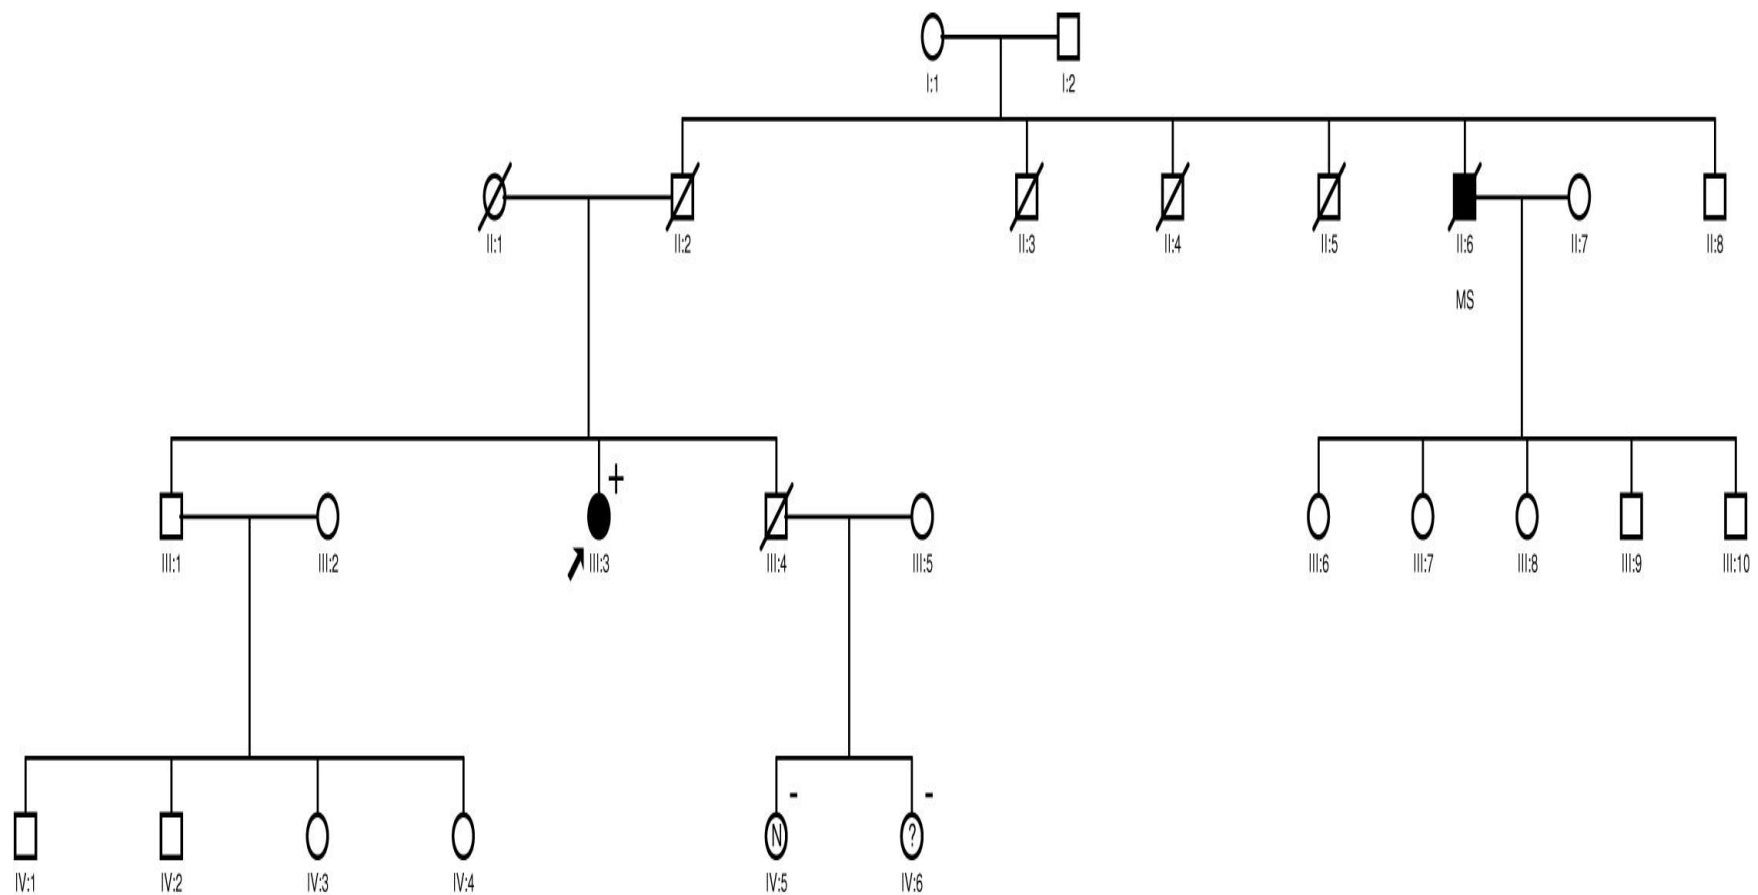 I:1 I:2
II:1 II:2 II:3 II:4 II:5 II:6 II:7 II:8
MS
+
III:1 III:2 III:3 III:4 III:5 III:6 III:7 III:8 III:9 III:10
- -
N ?
IV:1 IV:2 IV:3 IV:4 IV:5 IV:6